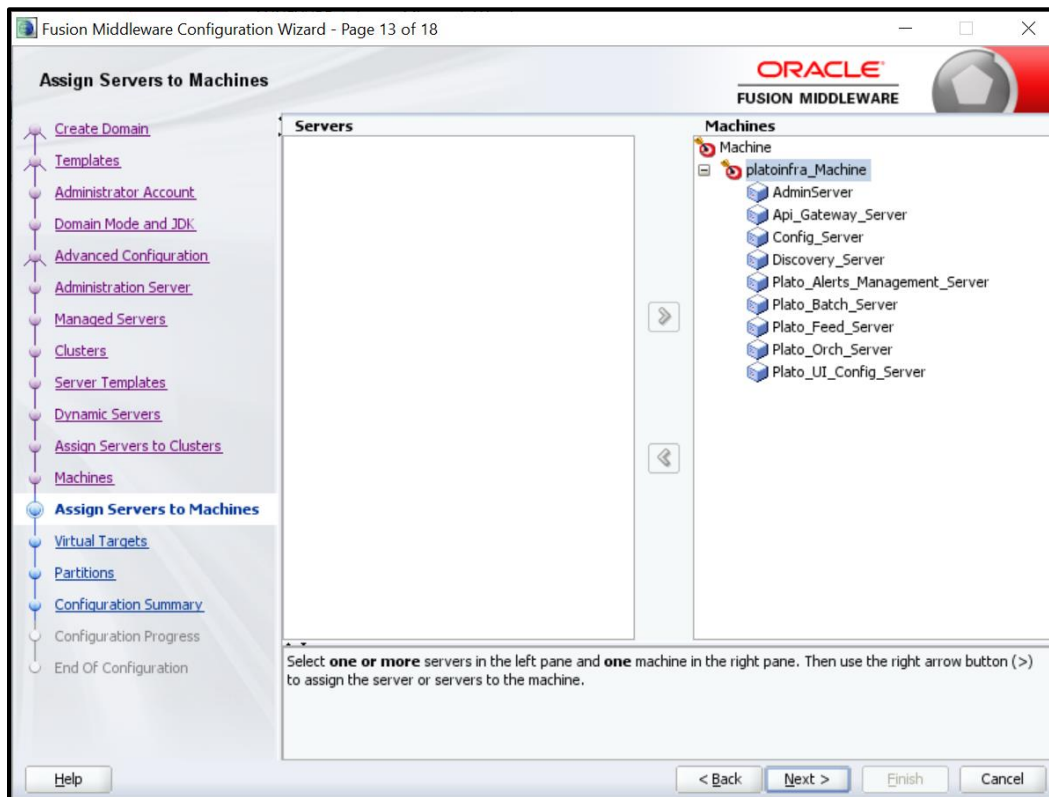 Fusion Middleware Configuration Wizard - Page 13 of 18
Assign Servers to Machines
ORACLE
FUSION MIDDLEWARE
Create Domain
Templates
Administrator Account
Domain Mode and JDK
Advanced Configuration
Administration Server
Managed Servers
Clusters
Server Templates
Dynamic Servers
Assign Servers to Clusters
Machines
Assign Servers to Machines
Virtual Targets
Partitions
Configuration Summary
Configuration Progress
End Of Configuration
Servers
Machines
Machine
platoinfra_Machine
AdminServer
Api_Gateway_Server
Config_Server
Discovery_Server
Plato_Alerts_Management_Server
Plato_Batch_Server
Plato_Feed_Server
Plato_Orch_Server
Plato_UI_Config_Server
Select one or more servers in the left pane and one machine in the right pane. Then use the right arrow button (>)
to assign the server or servers to the machine.
Help
< Back
Next >
Finish
Cancel